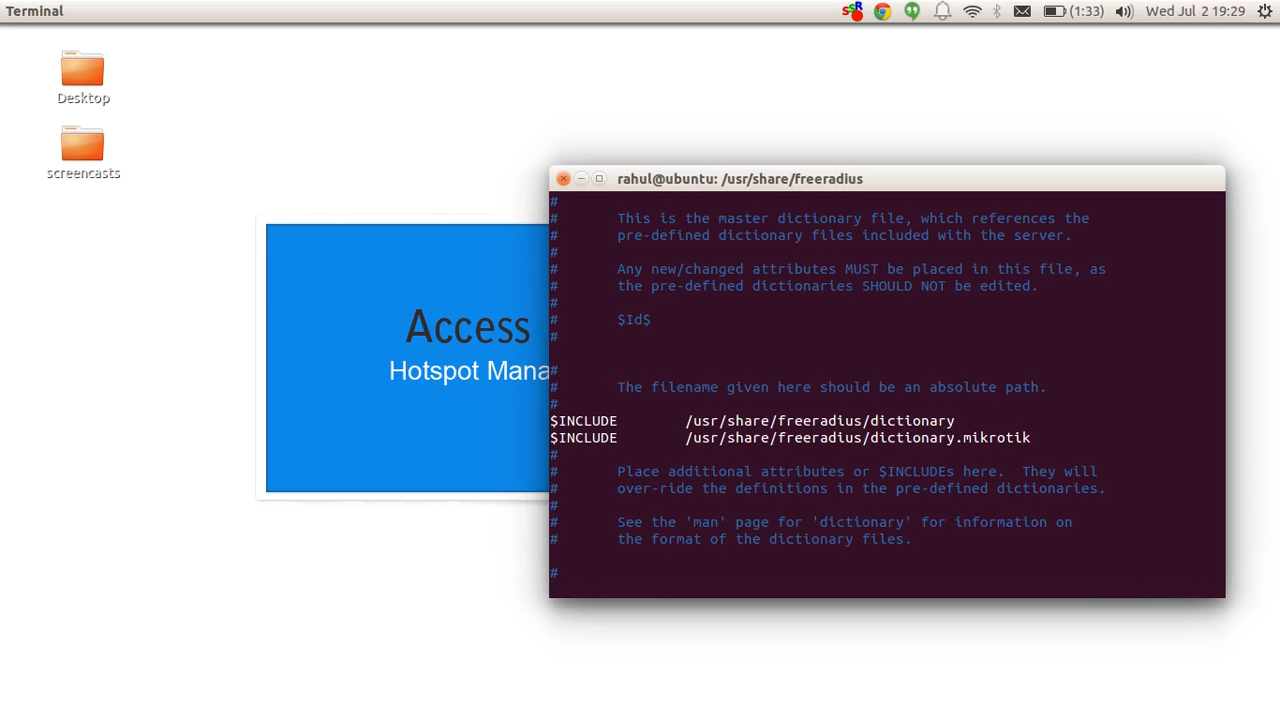 Terminal
(1:33)
Wed Jul 2 19:29
Desktop
screencasts
Access
Hotspot Mana
rahul@ubuntu: /usr/share/freeradius
#
# This is the master dictionary file, which references the
# pre-defined dictionary files included with the server.
#
# Any new/changed attributes MUST be placed in this file, as
# the pre-defined dictionaries SHOULD NOT be edited.
#
# $Id$
#
#
# The filename given here should be an absolute path.
#
$INCLUDE /usr/share/freeradius/dictionary
$INCLUDE /usr/share/freeradius/dictionary.mikrotik
#
# Place additional attributes or $INCLUDEs here. They will
# over-ride the definitions in the pre-defined dictionaries.
#
# See the 'man' page for 'dictionary' for information on
# the format of the dictionary files.
#